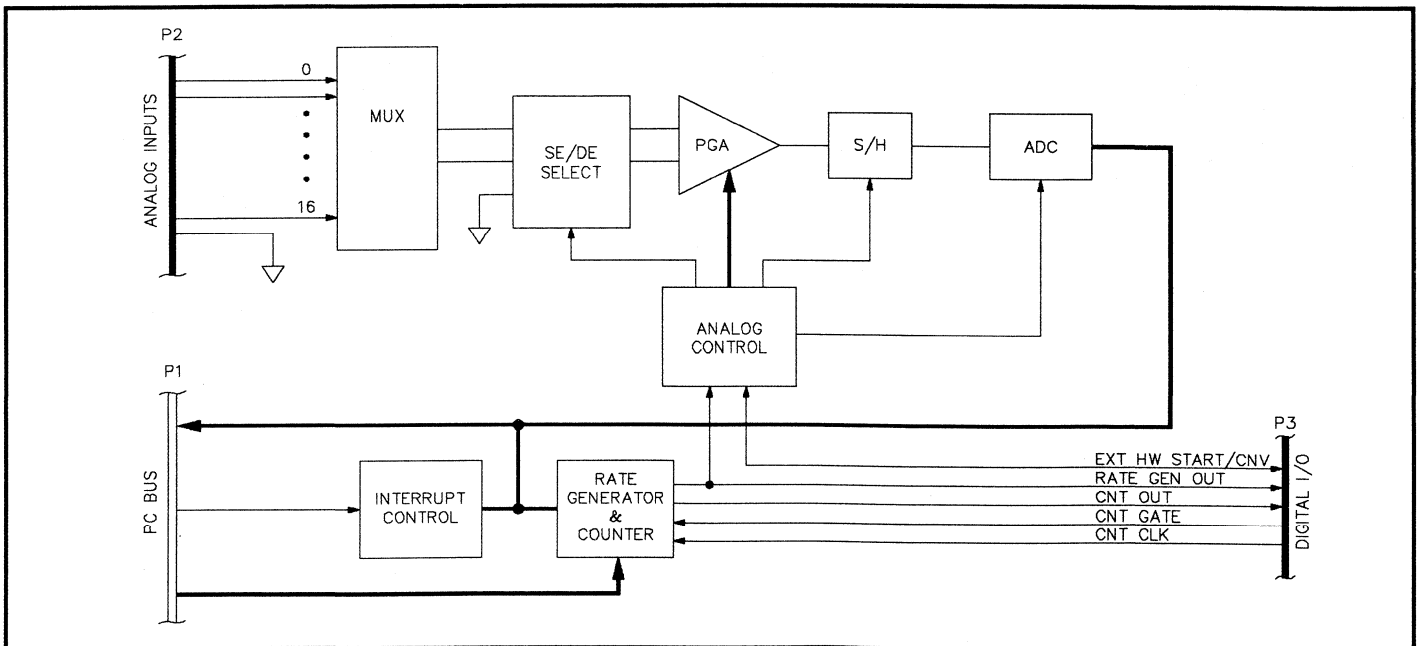 P2
ANALOG INPUTS
0
16
MUX
SE/DE
SELECT
PGA
S/H
ADC
ANALOG
CONTROL
P1
PC BUS
INTERRUPT
CONTROL
RATE
GENERATOR
&
COUNTER
P3
DIGITAL I/O
EXT HW START/CNV
RATE GEN OUT
CNT OUT
CNT GATE
CNT CLK